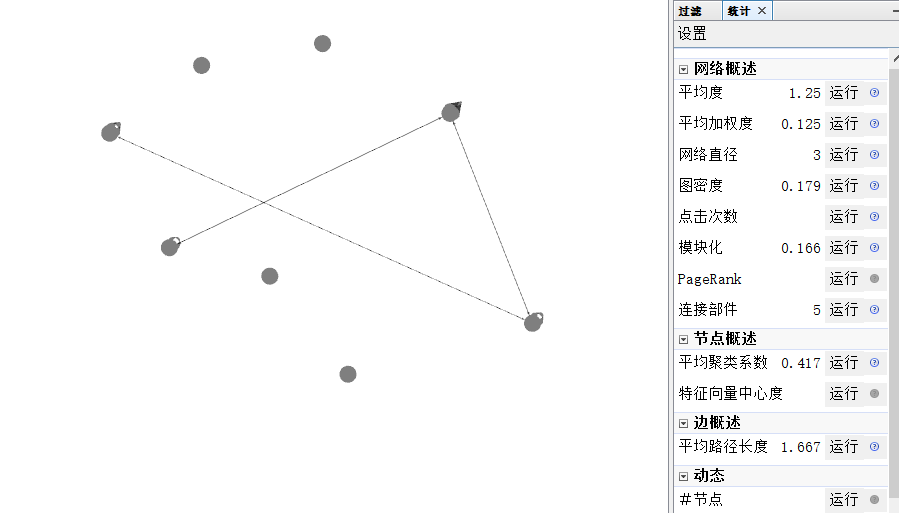 过滤 统计
设置
网络概述
平均度 1.25 运行
平均加权度 0.125 运行
网络直径 3 运行
图密度 0.179 运行
点击次数 运行
模块化 0.166 运行
PageRank 运行
连接部件 5 运行
节点概述
平均聚类系数 0.417 运行
特征向量中心度 运行
边概述
平均路径长度 1.667 运行
动态
#节点 运行